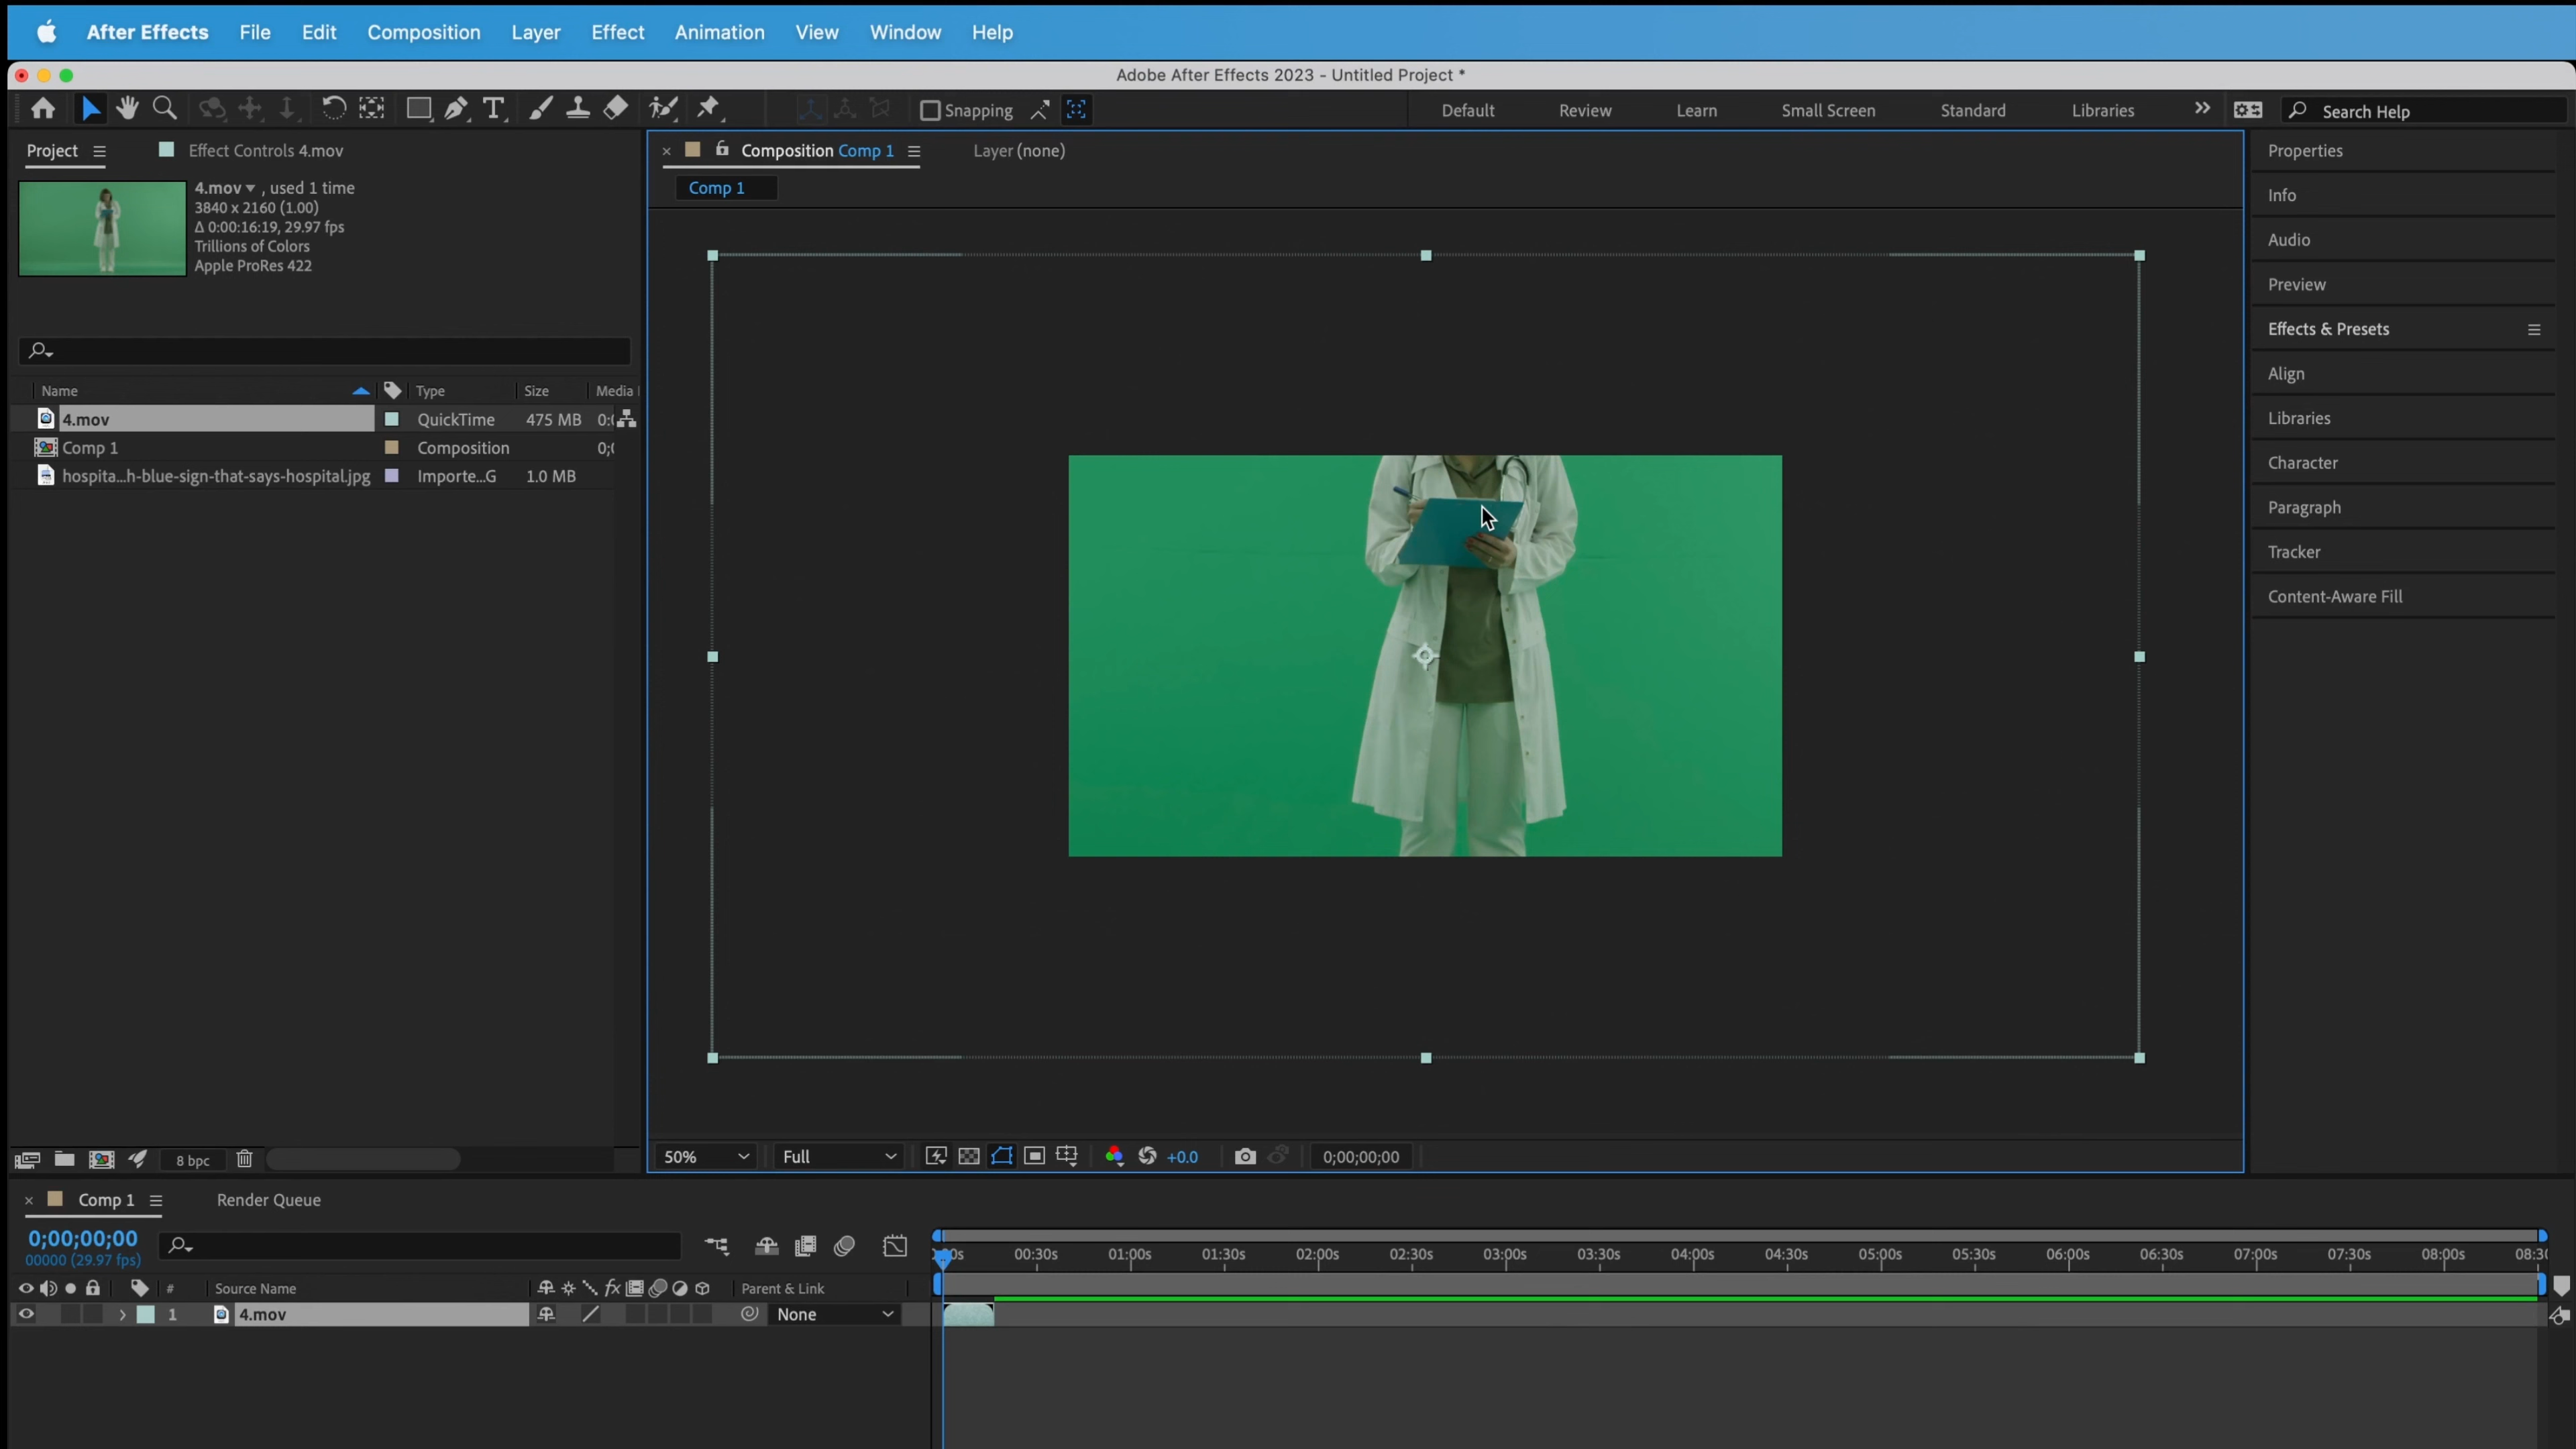 After Effects File Edit Composition Layer Effect Animation View Window Help
Adobe After Effects 2023 - Untitled Project *
Snapping Default Review Learn Small Screen Standard Libraries Search Help
Project Effect Controls 4.mov
4.mov , used 1 time
3840 x 2160 (1.00)
Δ 0:00:16:19, 29.97 fps
Trillions of Colors
Apple ProRes 422
Name Type Size Media
4.mov QuickTime 475 MB 0:
Comp 1 Composition 0;
hospita...h-blue-sign-that-says-hospital.jpg Importe...G 1.0 MB
8 bpc
Composition Comp 1 Layer (none)
Comp 1
50% Full +0.0 0;00;00;00
Properties
Info
Audio
Preview
Effects & Presets
Align
Libraries
Character
Paragraph
Tracker
Content-Aware Fill
Comp 1 Render Queue
0;00;00;00
00000 (29.97 fps)
00:30s 01:00s 01:30s 02:00s 02:30s 03:00s 03:30s 04:00s 04:30s 05:00s 05:30s 06:00s 06:30s 07:00s 07:30s 08:00s
# Source Name fx Parent & Link
1 4.mov None